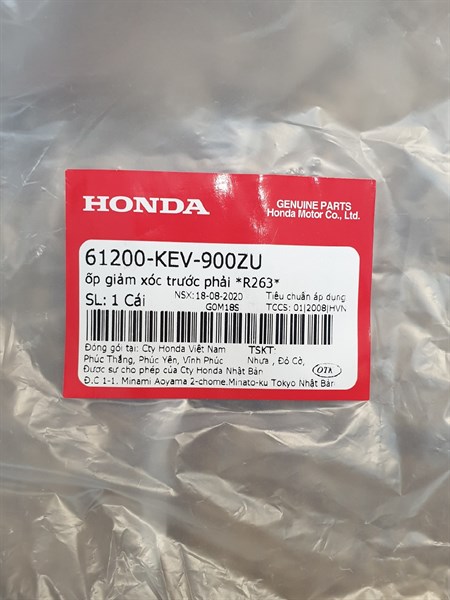 HONDA
GENUINE PARTS
Honda Motor Co., Ltd.
61200-KEV-900ZU
ốp giảm xóc trước phải *R263*
SL: 1 Cái
NSX:18-08-2020
G0M18S
Tiêu chuẩn áp dụng
TCCS: 01|2008|HVN
Đóng gói tại: Cty Honda Việt Nam
Phúc Thắng, Phúc Yên, Vĩnh Phúc
Được sự cho phép của Cty Honda Nhật Bản
Đ.C 1-1, Minami Aoyama 2-chome,Minato-ku Tokyo Nhật Bản
TSKT:
Nhựa , Đỏ Cờ,
OTK